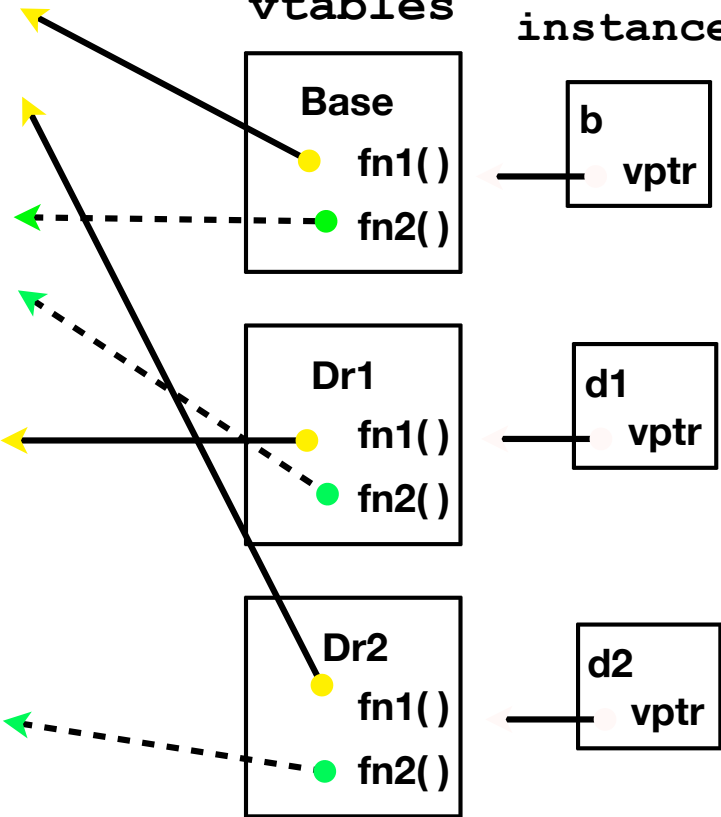 vtables
instance
Base
fn1()
fn2()
b
vptr
Dr1
fn1()
fn2()
d1
vptr
Dr2
fn1()
fn2()
d2
vptr